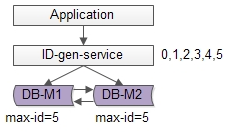 Application
ID-gen-service 0,1,2,3,4,5
DB-M1 DB-M2
max-id=5 max-id=5